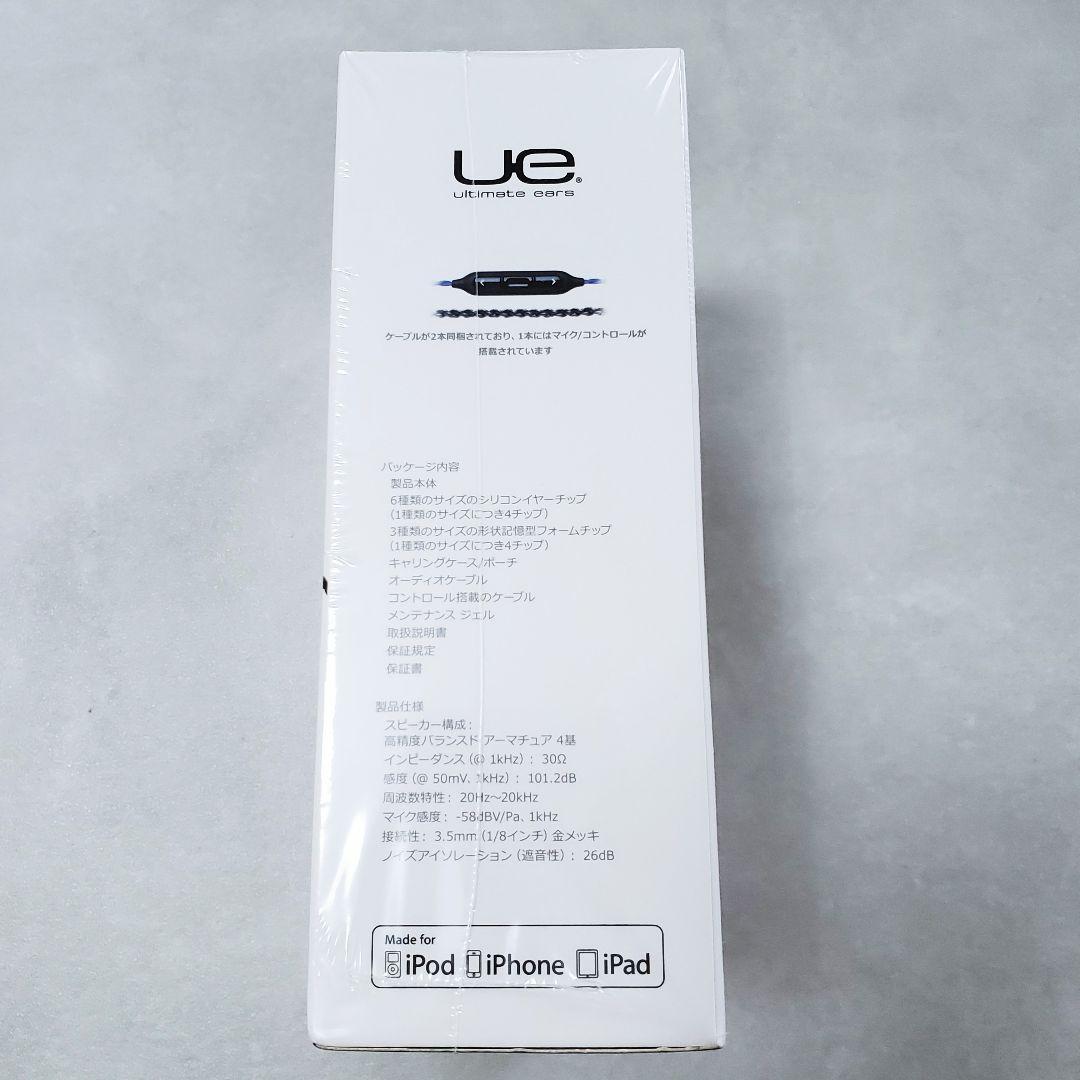 ue®
ultimate ears
ケーブルが2本同梱されており、1本にはマイク/コントロールが
搭載されています
パッケージ内容
製品本体
6種類のサイズのシリコンイヤーチップ
（1種類のサイズにつき4チップ）
3種類のサイズの形状記憶型フォームチップ
（1種類のサイズにつき4チップ）
キャリングケース/ポーチ
オーディオケーブル
コントロール搭載のケーブル
メンテナンス ジェル
取扱説明書
保証規定
保証書
製品仕様
スピーカー構成：
高精度バランスド アーマチュア 4基
インピーダンス（@ 1kHz）： 30Ω
感度（@ 50mV、1kHz）： 101.2dB
周波数特性： 20Hz～20kHz
マイク感度： -58dBV/Pa、1kHz
接続性： 3.5mm（1/8インチ）金メッキ
ノイズアイソレーション（遮音性）： 26dB
Made for
iPod iPhone iPad